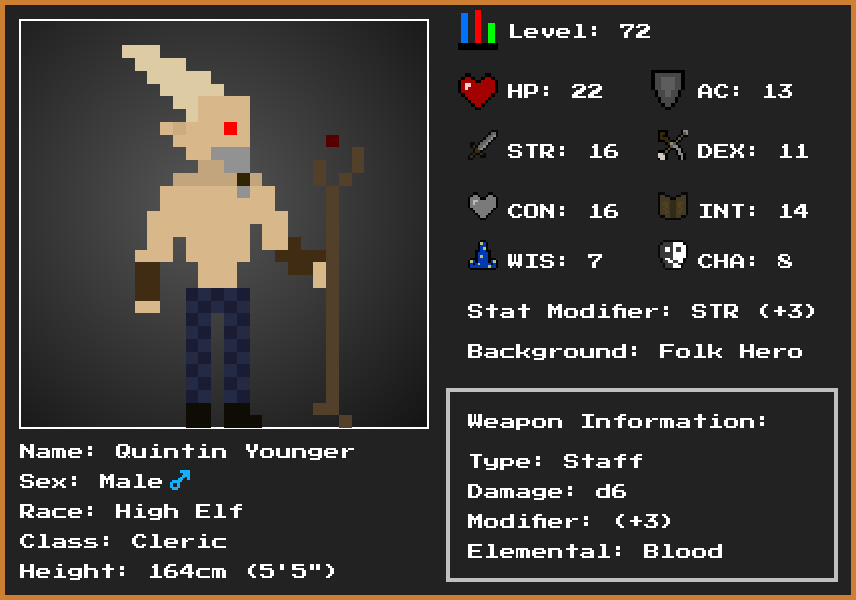 Level: 72
HP: 22
AC: 13
STR: 16
DEX: 11
CON: 16
INT: 14
WIS: 7
CHA: 8
Stat Modifier: STR (+3)
Background: Folk Hero
Weapon Information:
Type: Staff
Damage: d6
Modifier: (+3)
Elemental: Blood
Name: Quintin Younger
Sex: Male♂
Race: High Elf
Class: Cleric
Height: 164cm (5'5")